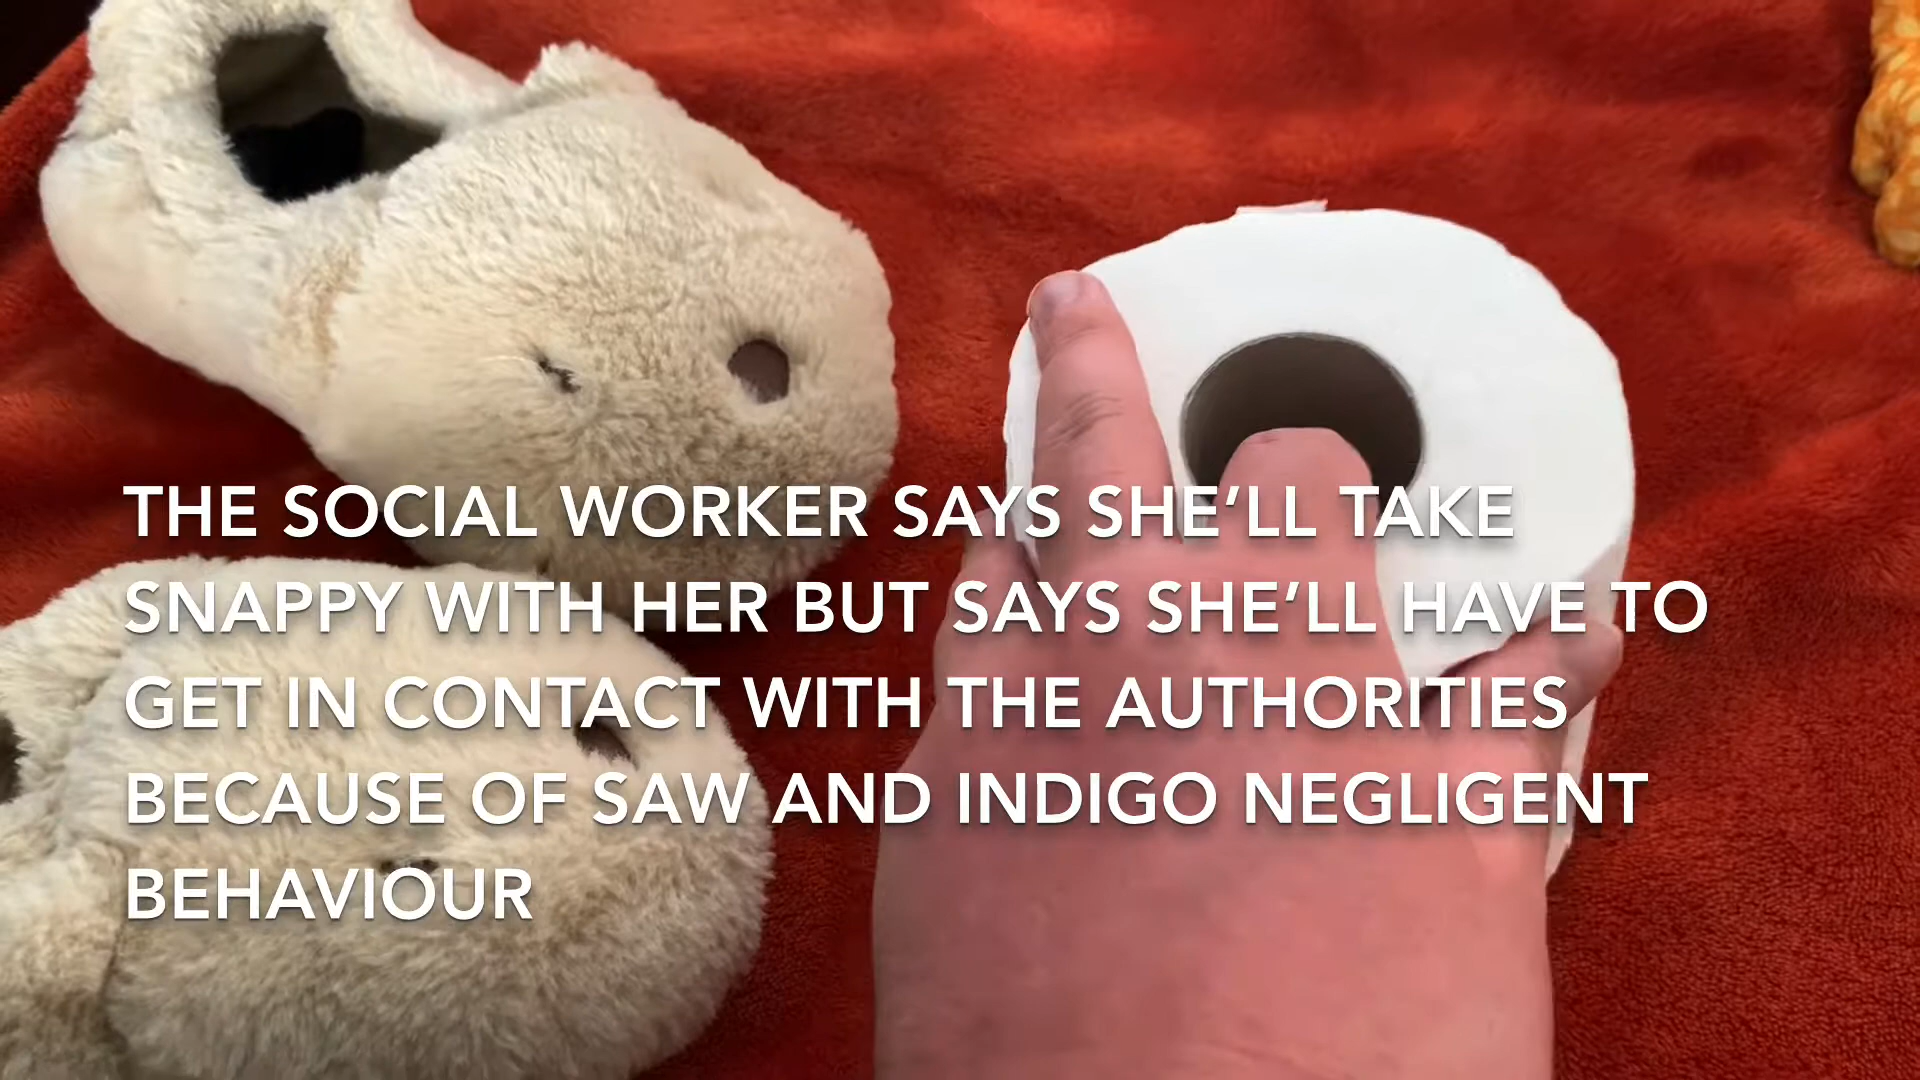 THE SOCIAL WORKER SAYS SHE’LL TAKE
SNAPPY WITH HER BUT SAYS SHE’LL HAVE TO
GET IN CONTACT WITH THE AUTHORITIES
BECAUSE OF SAW AND INDIGO NEGLIGENT
BEHAVIOUR